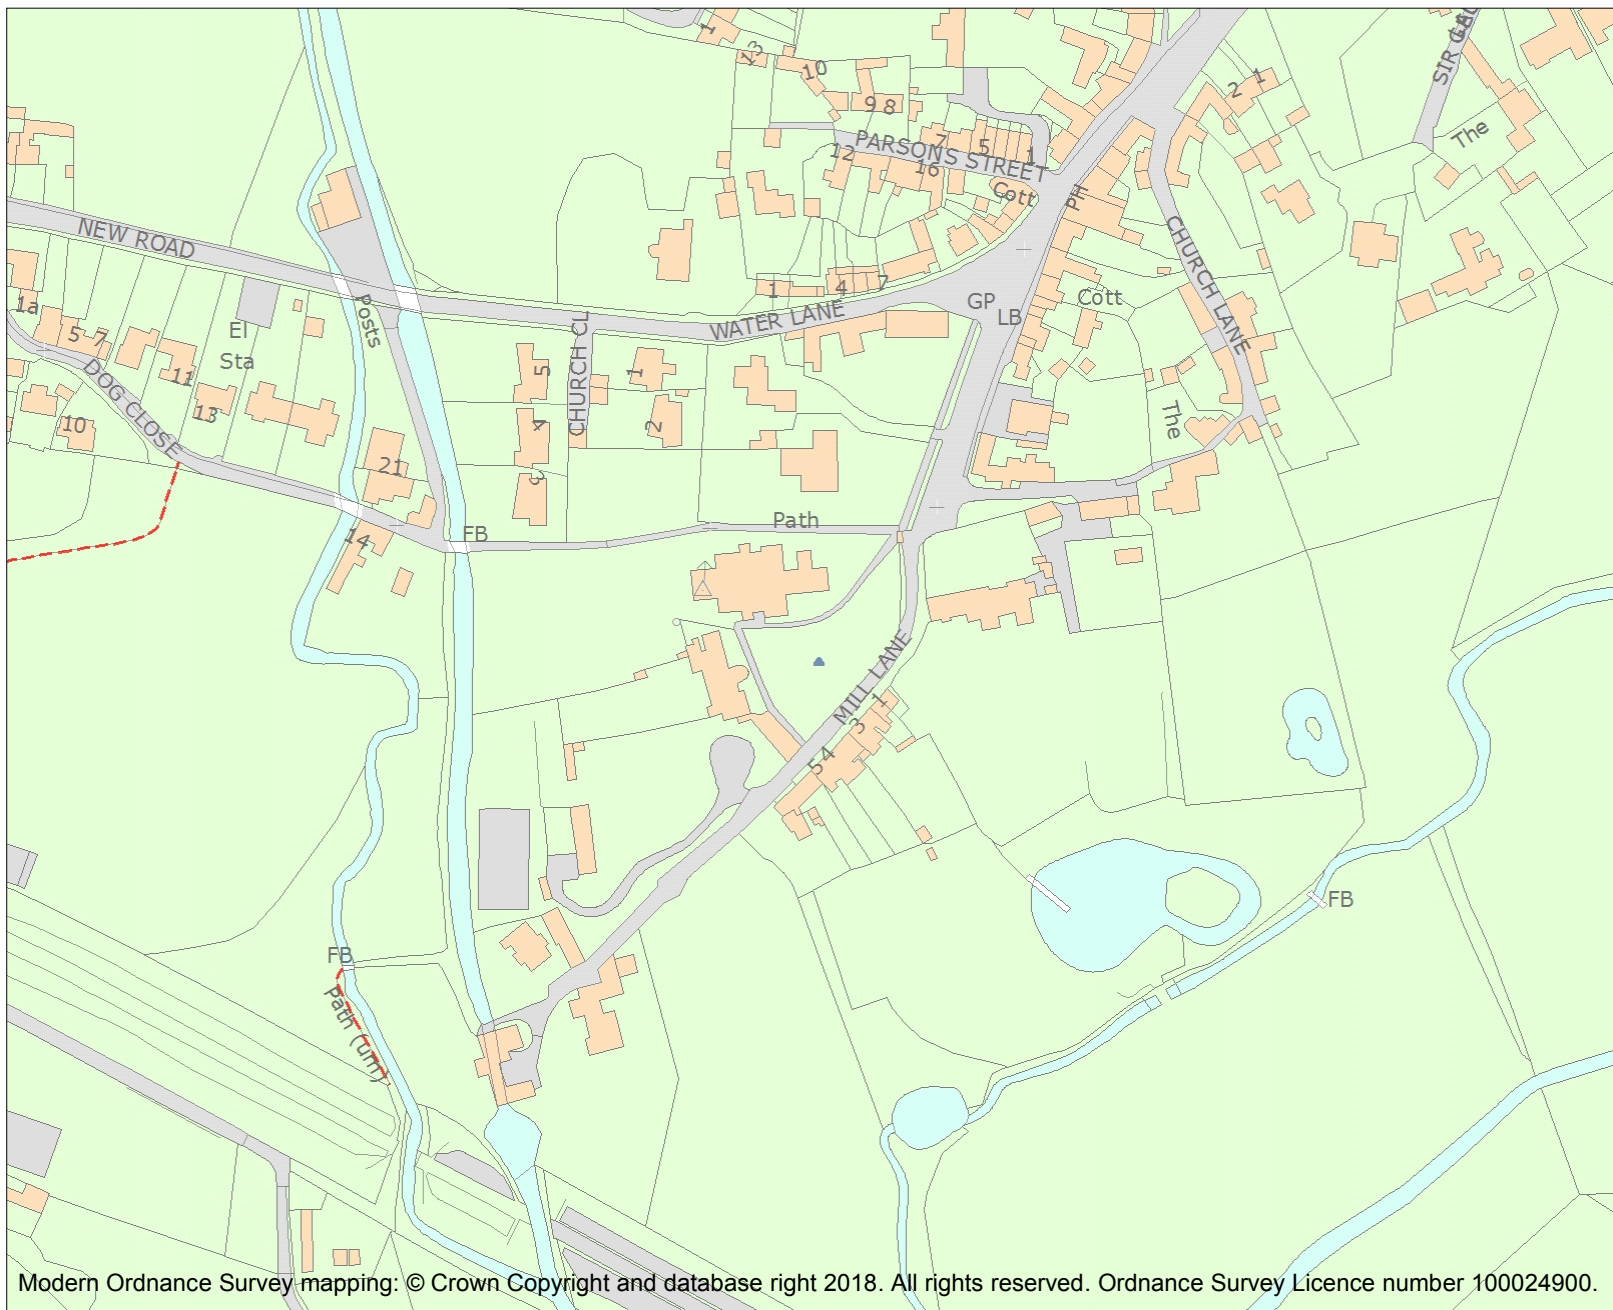 1
13
10
9 8
2 1
SIR
The
PARSONS STREET
7
5
1
12
16
Cott
PH
NEW ROAD
CHURCH LANE
1a
5 7
El
Sta
Posts
1
4
7
WATER LANE
GP
LB
Cott
DOG CLOSE
11
13
10
CHURCH CL
5
1
4
2
3
The
21
14
FB
Path
MILL LANE
1
3
5 4
FB
FB
Path (um)
Modern Ordnance Survey mapping: © Crown Copyright and database right 2018. All rights reserved. Ordnance Survey Licence number 100024900.